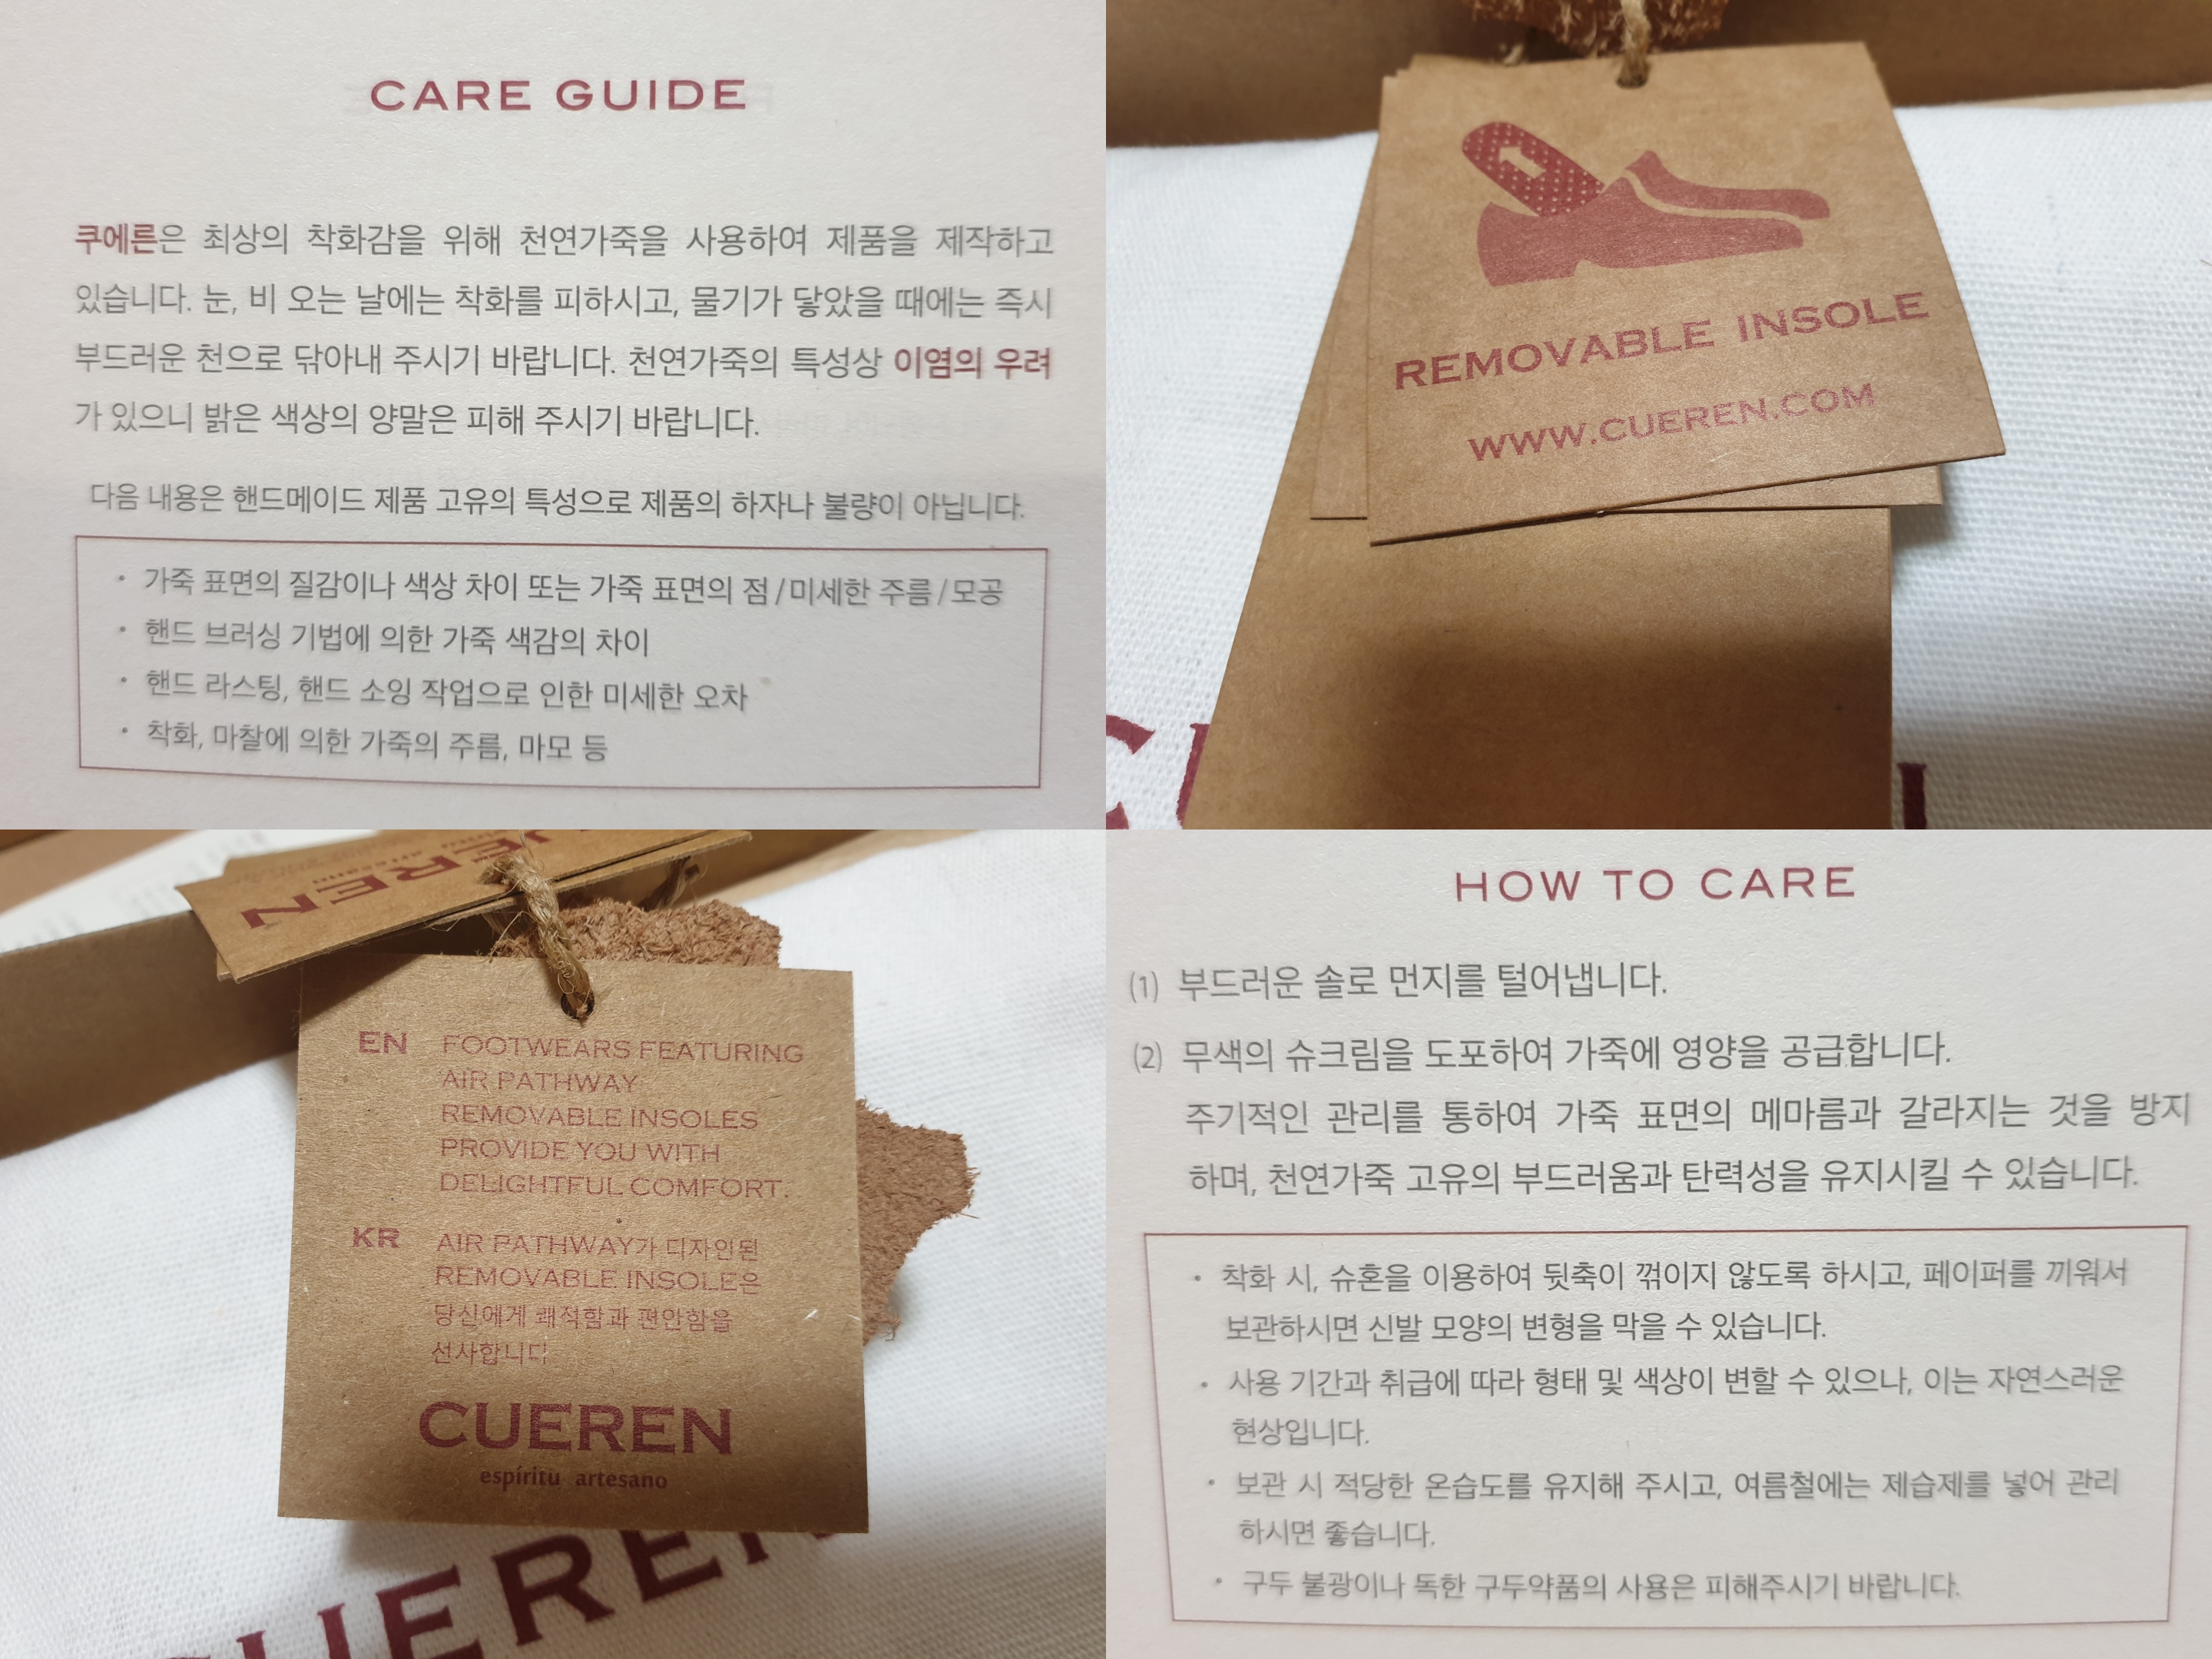 CARE GUIDE
쿠에른은 최상의 착화감을 위해 천연가죽을 사용하여 제품을 제작하고
있습니다. 눈, 비 오는 날에는 착화를 피하시고, 물기가 닿았을 때에는 즉시
부드러운 천으로 닦아내 주시기 바랍니다. 천연가죽의 특성상 이염의 우려
가 있으니 밝은 색상의 양말은 피해 주시기 바랍니다.
다음 내용은 핸드메이드 제품 고유의 특성으로 제품의 하자나 불량이 아닙니다.
• 가죽 표면의 질감이나 색상 차이 또는 가죽 표면의 점/미세한 주름/모공
• 핸드 브러싱 기법에 의한 가죽 색감의 차이
• 핸드 라스팅, 핸드 소잉 작업으로 인한 미세한 오차
• 착화, 마찰에 의한 가죽의 주름, 마모 등
REMOVABLE INSOLE
WWW.CUEREN.COM
EN FOOTWEARS FEATURING
AIR PATHWAY
REMOVABLE INSOLES
PROVIDE YOU WITH
DELIGHTFUL COMFORT.
KR AIR PATHWAY가 디자인된
REMOVABLE INSOLE은
당신에게 쾌적함과 편안함을
선사합니다
CUEREN
espíritu artesano
HOW TO CARE
(1) 부드러운 솔로 먼지를 털어냅니다.
(2) 무색의 슈크림을 도포하여 가죽에 영양을 공급합니다.
주기적인 관리를 통하여 가죽 표면의 메마름과 갈라지는 것을 방지
하며, 천연가죽 고유의 부드러움과 탄력성을 유지시킬 수 있습니다.
• 착화 시, 슈혼을 이용하여 뒷축이 꺾이지 않도록 하시고, 페이퍼를 끼워서
보관하시면 신발 모양의 변형을 막을 수 있습니다.
• 사용 기간과 취급에 따라 형태 및 색상이 변할 수 있으나, 이는 자연스러운
현상입니다.
• 보관 시 적당한 온습도를 유지해 주시고, 여름철에는 제습제를 넣어 관리
하시면 좋습니다.
• 구두 불광이나 독한 구두약품의 사용은 피해주시기 바랍니다.